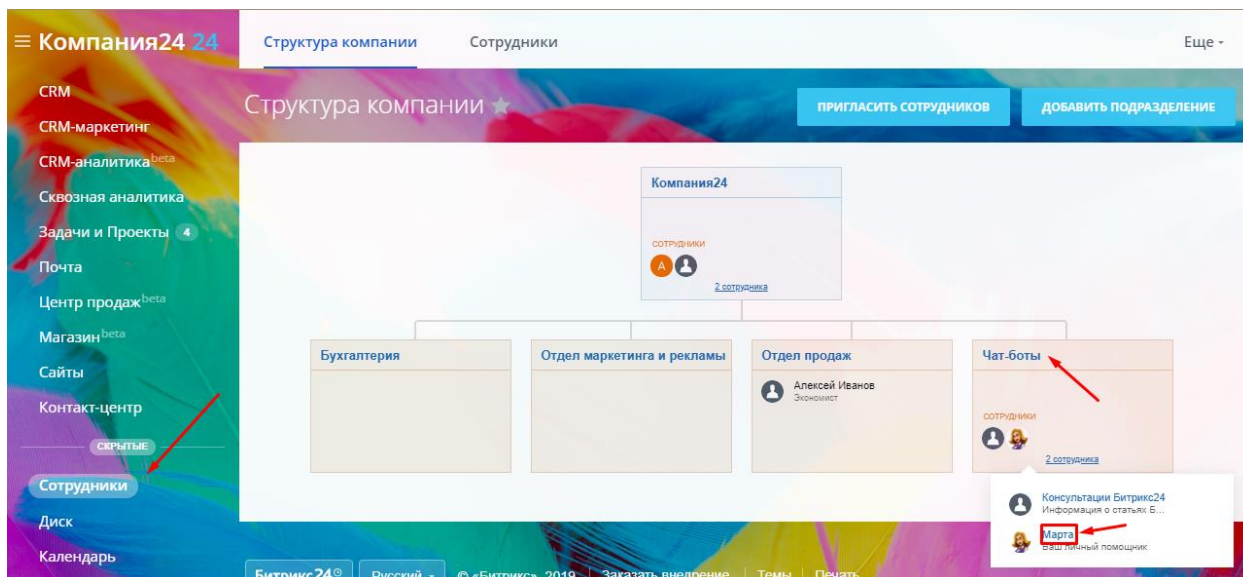 Компания24 24
CRM
CRM-маркетинг
CRM-аналитика beta
Сквозная аналитика
Задачи и Проекты 4
Почта
Центр продаж beta
Магазин beta
Сайты
Контакт-центр
СКРЫТЫЕ
Сотрудники
Диск
Календарь
Структура компании Сотрудники Еще
Структура компании
ПРИГЛАСИТЬ СОТРУДНИКОВ ДОБАВИТЬ ПОДРАЗДЕЛЕНИЕ
Компания24
СОТРУДНИКИ
А
2 сотрудника
Бухгалтерия
Отдел маркетинга и рекламы
Отдел продаж
Алексей Иванов
Экономист
Чат-боты
СОТРУДНИКИ
2 сотрудника
Консультации Битрикс24
Информация о статьях Б...
Марта
Ваш личный помощник
Битрикс24 Русский © «Битрикс», 2019 Заказать внедрение Темы Печать